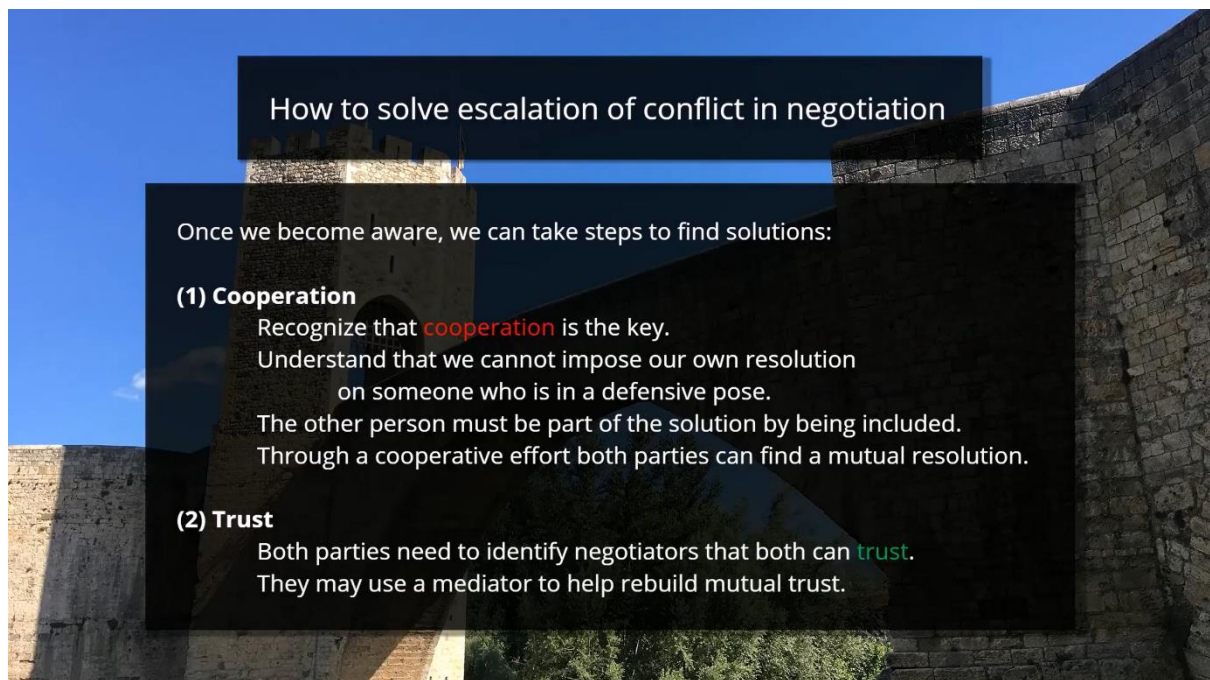 How to solve escalation of conflict in negotiation
Once we become aware, we can take steps to find solutions:
(1) Cooperation
Recognize that cooperation is the key.
Understand that we cannot impose our own resolution
on someone who is in a defensive pose.
The other person must be part of the solution by being included.
Through a cooperative effort both parties can find a mutual resolution.
(2) Trust
Both parties need to identify negotiators that both can trust.
They may use a mediator to help rebuild mutual trust.